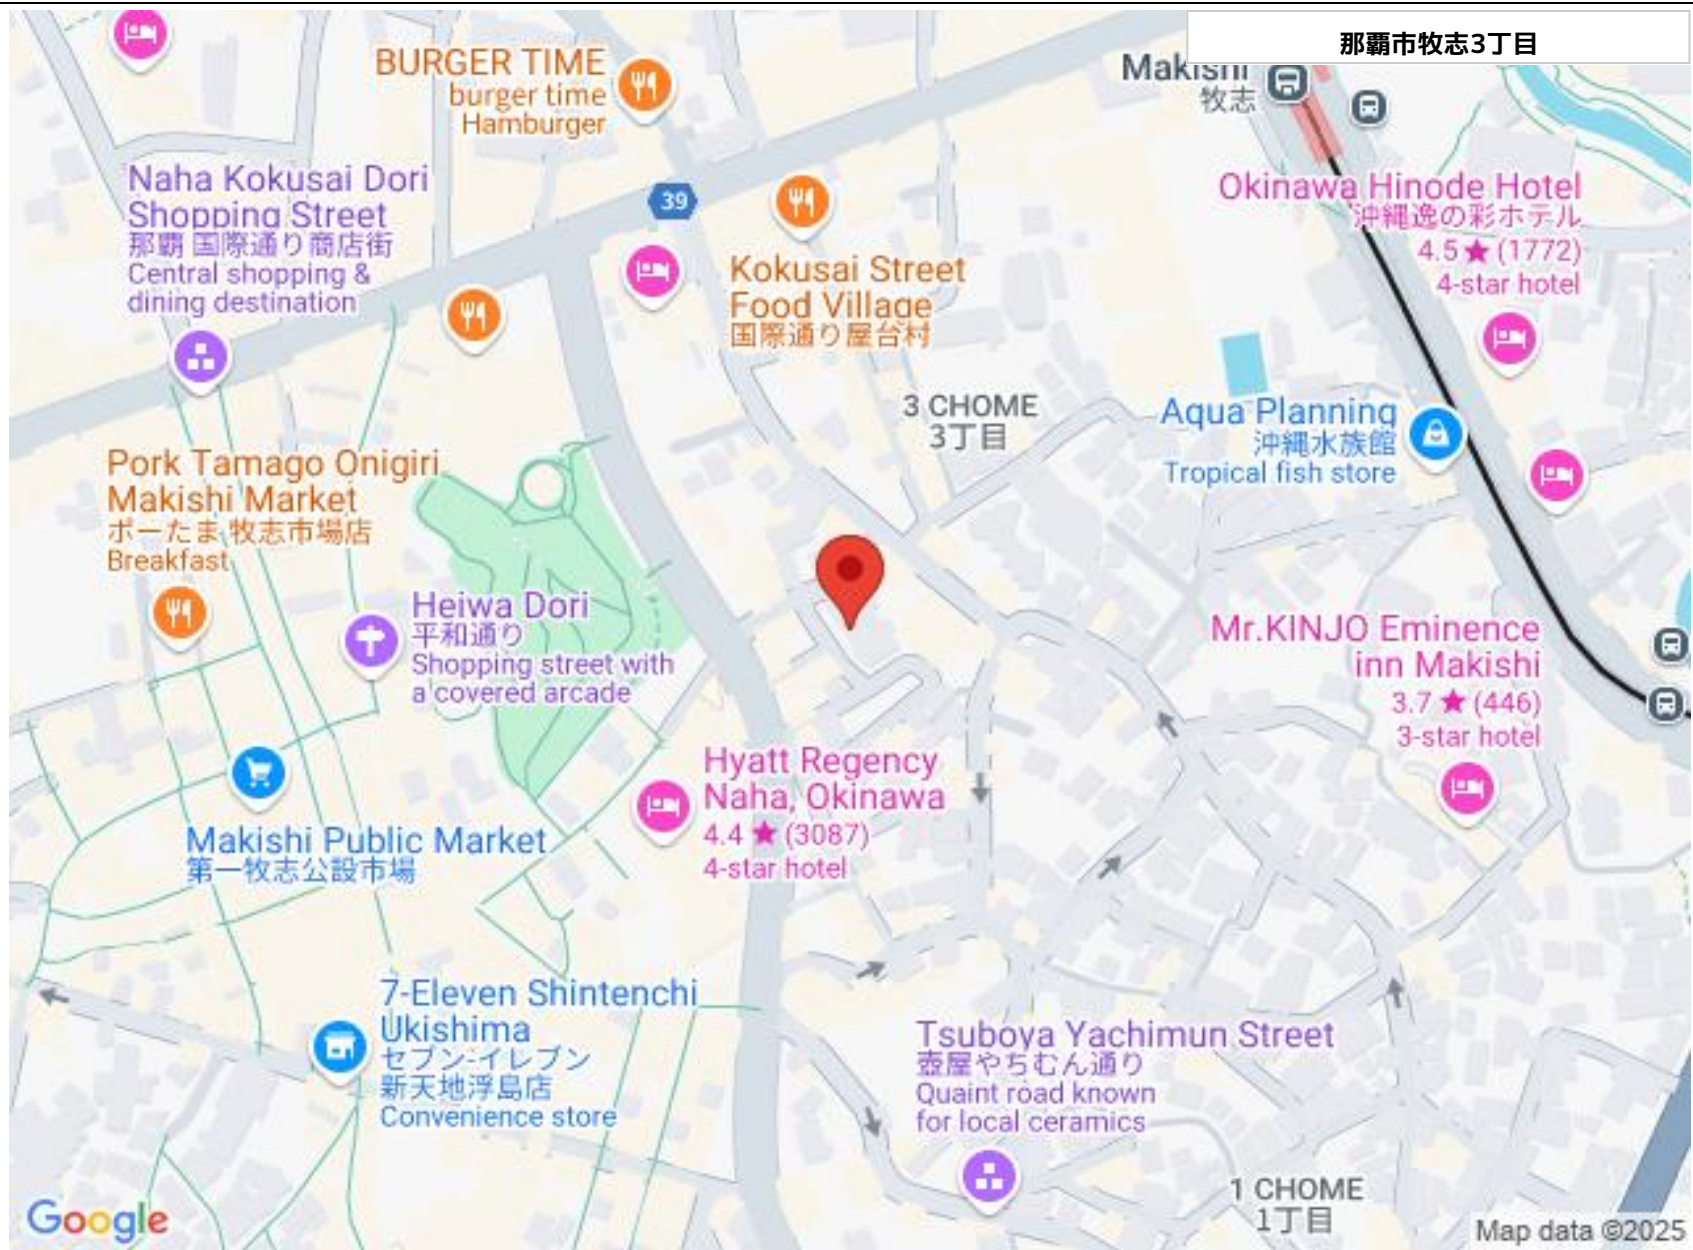 那覇市牧志3丁目
BURGER TIME
burger time
Hamburger
Makishi
牧志
Naha Kokusai Dori
Shopping Street
那覇 国際通り商店街
Central shopping &
dining destination
39
Okinawa Hinode Hotel
沖縄逸の彩ホテル
4.5★(1772)
4-star hotel
Kokusai Street
Food Village
国際通り屋台村
3 CHOME
3丁目
Aqua Planning
沖縄水族館
Tropical fish store
Pork Tamago Onigiri
Makishi Market
ポーたま 牧志市場店
Breakfast
Heiwa Dori
平和通り
Shopping street with
a covered arcade
Mr.KINJO Eminence
inn Makishi
3.7★(446)
3-star hotel
Hyatt Regency
Naha, Okinawa
4.4★(3087)
4-star hotel
Makishi Public Market
第一牧志公設市場
7-Eleven Shintenchi
Ukishima
セブン-イレブン
新天地浮島店
Convenience store
Tsuboya Yachimun Street
壺屋やちむん通り
Quaint road known
for local ceramics
1 CHOME
1丁目
Google
Map data ©2025